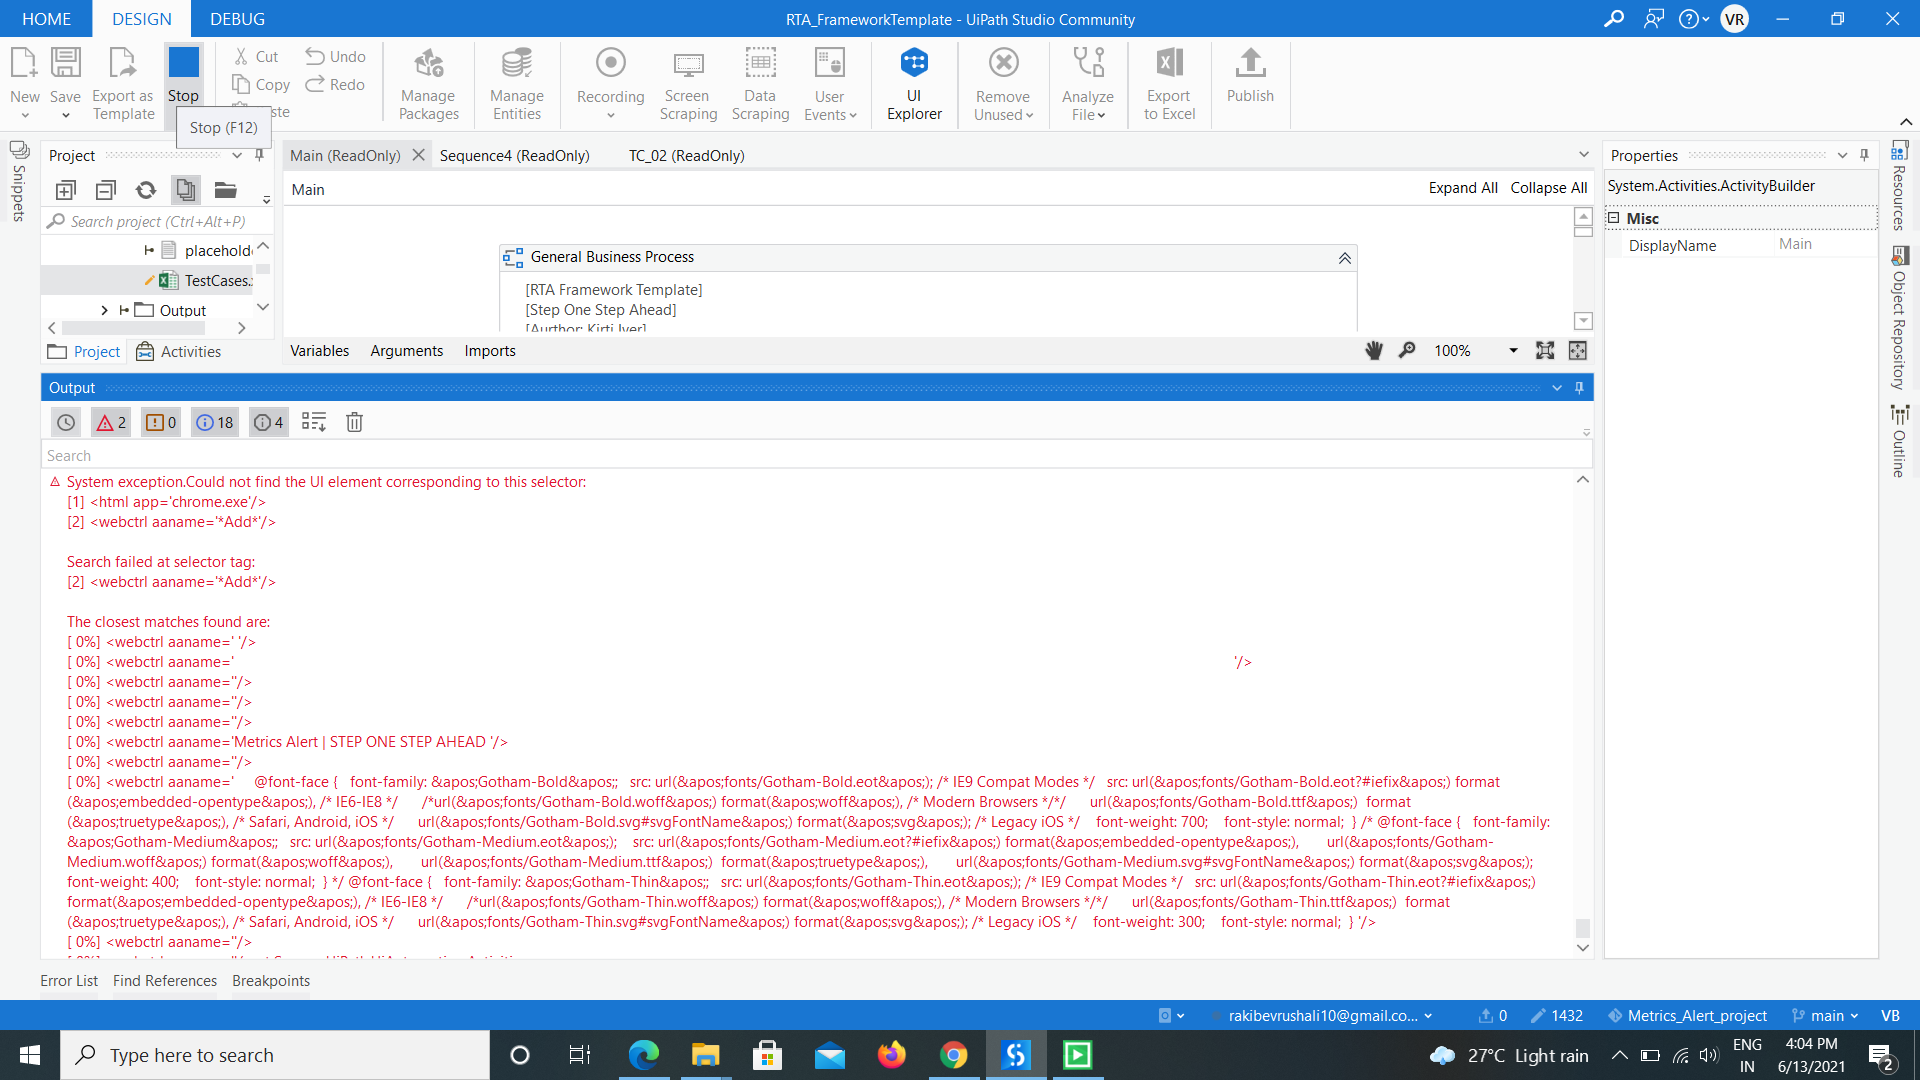 HOME DESIGN DEBUG
RTA_FrameworkTemplate - UiPath Studio Community
VR
New
Save
Export as
Template
Stop
Cut
Copy
Undo
Redo
Manage
Packages
Manage
Entities
Recording
Screen
Scraping
Data
Scraping
User
Events
UI
Explorer
Remove
Unused
Analyze
File
Export
to Excel
Publish
Stop (F12)
Snippets
Project
Search project (Ctrl+Alt+P)
placehold
TestCases.
Output
Project Activities
Main (ReadOnly) Sequence4 (ReadOnly) TC_02 (ReadOnly)
Main Expand All Collapse All
General Business Process
[RTA Framework Template]
[Step One Step Ahead]
[Aurthor: Kirti Iyer]
Variables Arguments Imports 100%
Properties
System.Activities.ActivityBuilder
Misc
DisplayName Main
Resources
Object Repository
Outline
Output
2 0 18 4
Search
System exception.Could not find the UI element corresponding to this selector:
[1] <html app='chrome.exe'/>
[2] <webctrl aaname='*Add*'/>
Search failed at selector tag:
[2] <webctrl aaname='*Add*'/>
The closest matches found are:
[ 0%] <webctrl aaname=' '/>
[ 0%] <webctrl aaname=' '/>
[ 0%] <webctrl aaname=''/>
[ 0%] <webctrl aaname=''/>
[ 0%] <webctrl aaname=''/>
[ 0%] <webctrl aaname='Metrics Alert | STEP ONE STEP AHEAD '/>
[ 0%] <webctrl aaname=''/>
[ 0%] <webctrl aaname=' @font-face { font-family: &apos;Gotham-Bold&apos;; src: url(&apos;fonts/Gotham-Bold.eot&apos;); /* IE9 Compat Modes */ src: url(&apos;fonts/Gotham-Bold.eot?#iefix&apos;) format
(&apos;embedded-opentype&apos;), /* IE6-IE8 */ /*url(&apos;fonts/Gotham-Bold.woff&apos;) format(&apos;woff&apos;), /* Modern Browsers */*/ url(&apos;fonts/Gotham-Bold.ttf&apos;) format
(&apos;truetype&apos;), /* Safari, Android, iOS */ url(&apos;fonts/Gotham-Bold.svg#svgFontName&apos;) format(&apos;svg&apos;); /* Legacy iOS */ font-weight: 700; font-style: normal; } /* @font-face { font-family:
&apos;Gotham-Medium&apos;; src: url(&apos;fonts/Gotham-Medium.eot&apos;); src: url(&apos;fonts/Gotham-Medium.eot?#iefix&apos;) format(&apos;embedded-opentype&apos;), url(&apos;fonts/Gotham-
Medium.woff&apos;) format(&apos;woff&apos;), url(&apos;fonts/Gotham-Medium.ttf&apos;) format(&apos;truetype&apos;), url(&apos;fonts/Gotham-Medium.svg#svgFontName&apos;) format(&apos;svg&apos;);
font-weight: 400; font-style: normal; } */ @font-face { font-family: &apos;Gotham-Thin&apos;; src: url(&apos;fonts/Gotham-Thin.eot&apos;); /* IE9 Compat Modes */ src: url(&apos;fonts/Gotham-Thin.eot?#iefix&apos;)
format(&apos;embedded-opentype&apos;), /* IE6-IE8 */ /*url(&apos;fonts/Gotham-Thin.woff&apos;) format(&apos;woff&apos;), /* Modern Browsers */*/ url(&apos;fonts/Gotham-Thin.ttf&apos;) format
(&apos;truetype&apos;), /* Safari, Android, iOS */ url(&apos;fonts/Gotham-Thin.svg#svgFontName&apos;) format(&apos;svg&apos;); /* Legacy iOS */ font-weight: 300; font-style: normal; } '/>
[ 0%] <webctrl aaname=''/>
Error List Find References Breakpoints
rakibevrushali10@gmail.co... 0 1432 Metrics_Alert_project main VB
Type here to search
27°C Light rain
ENG
IN
4:04 PM
6/13/2021
2